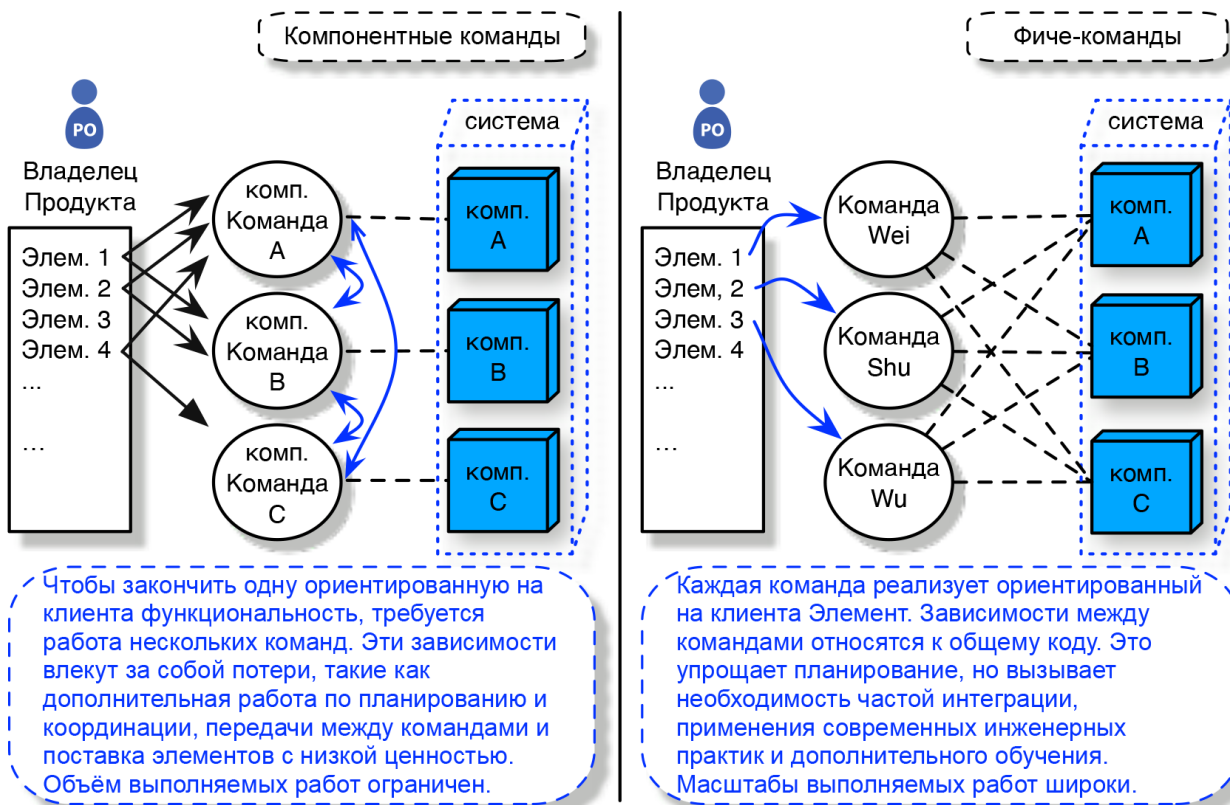 Компонентные команды
PO
Владелец
Продукта
Элем. 1
Элем. 2
Элем. 3
Элем. 4
...
...
комп.
Команда
A
комп.
Команда
B
комп.
Команда
C
система
комп.
A
комп.
B
комп.
C
Чтобы закончить одну ориентированную на
клиента функциональность, требуется
работа нескольких команд. Эти зависимости
влекут за собой потери, такие как
дополнительная работа по планированию и
координации, передачи между командами и
поставка элементов с низкой ценностью.
Объём выполняемых работ ограничен.
Фиче-команды
PO
Владелец
Продукта
Элем. 1
Элем, 2
Элем. 3
Элем. 4
...
...
Команда
Wei
Команда
Shu
Команда
Wu
система
комп.
A
комп.
B
комп.
C
Каждая команда реализует ориентированный
на клиента Элемент. Зависимости между
командами относятся к общему коду. Это
упрощает планирование, но вызывает
необходимость частой интеграции,
применения современных инженерных
практик и дополнительного обучения.
Масштабы выполняемых работ широки.